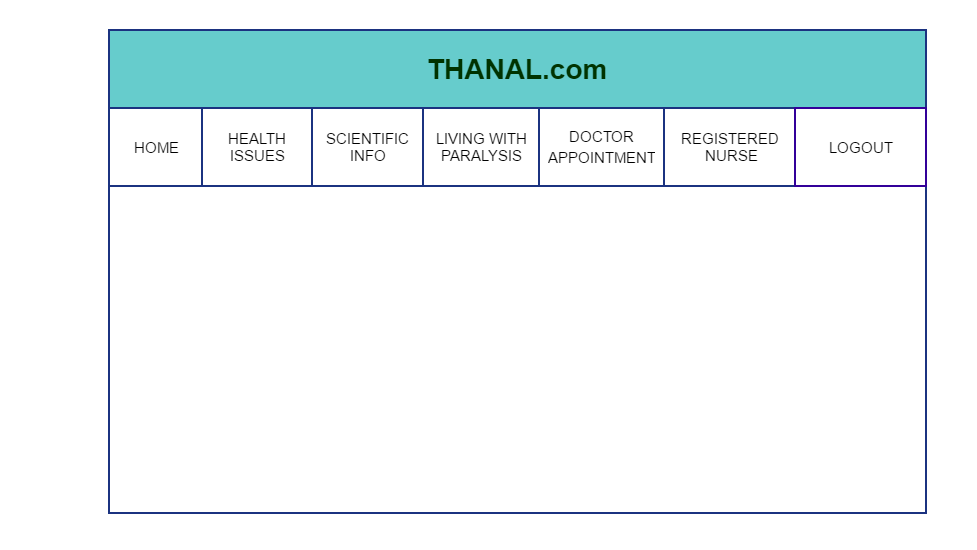 THANAL.com
HOME
HEALTH
ISSUES
SCIENTIFIC
INFO
LIVING WITH
PARALYSIS
DOCTOR
APPOINTMENT
REGISTERED
NURSE
LOGOUT